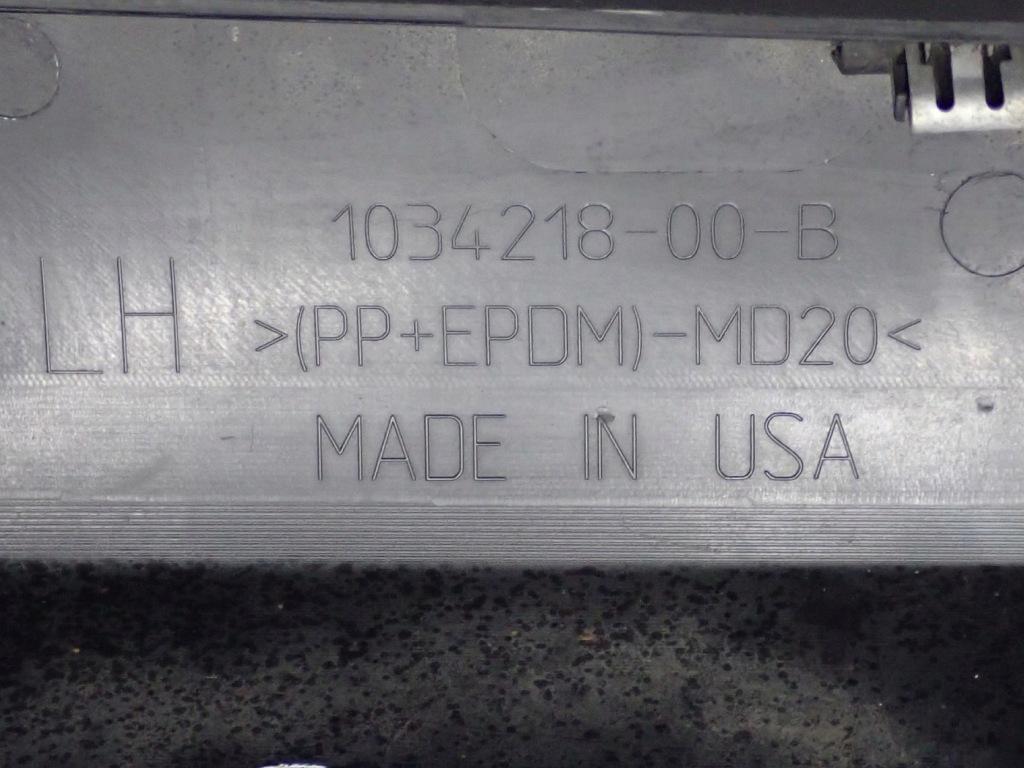 1034218-00-B
LH
>(PP+EPDM)-MD20<
MADE IN USA